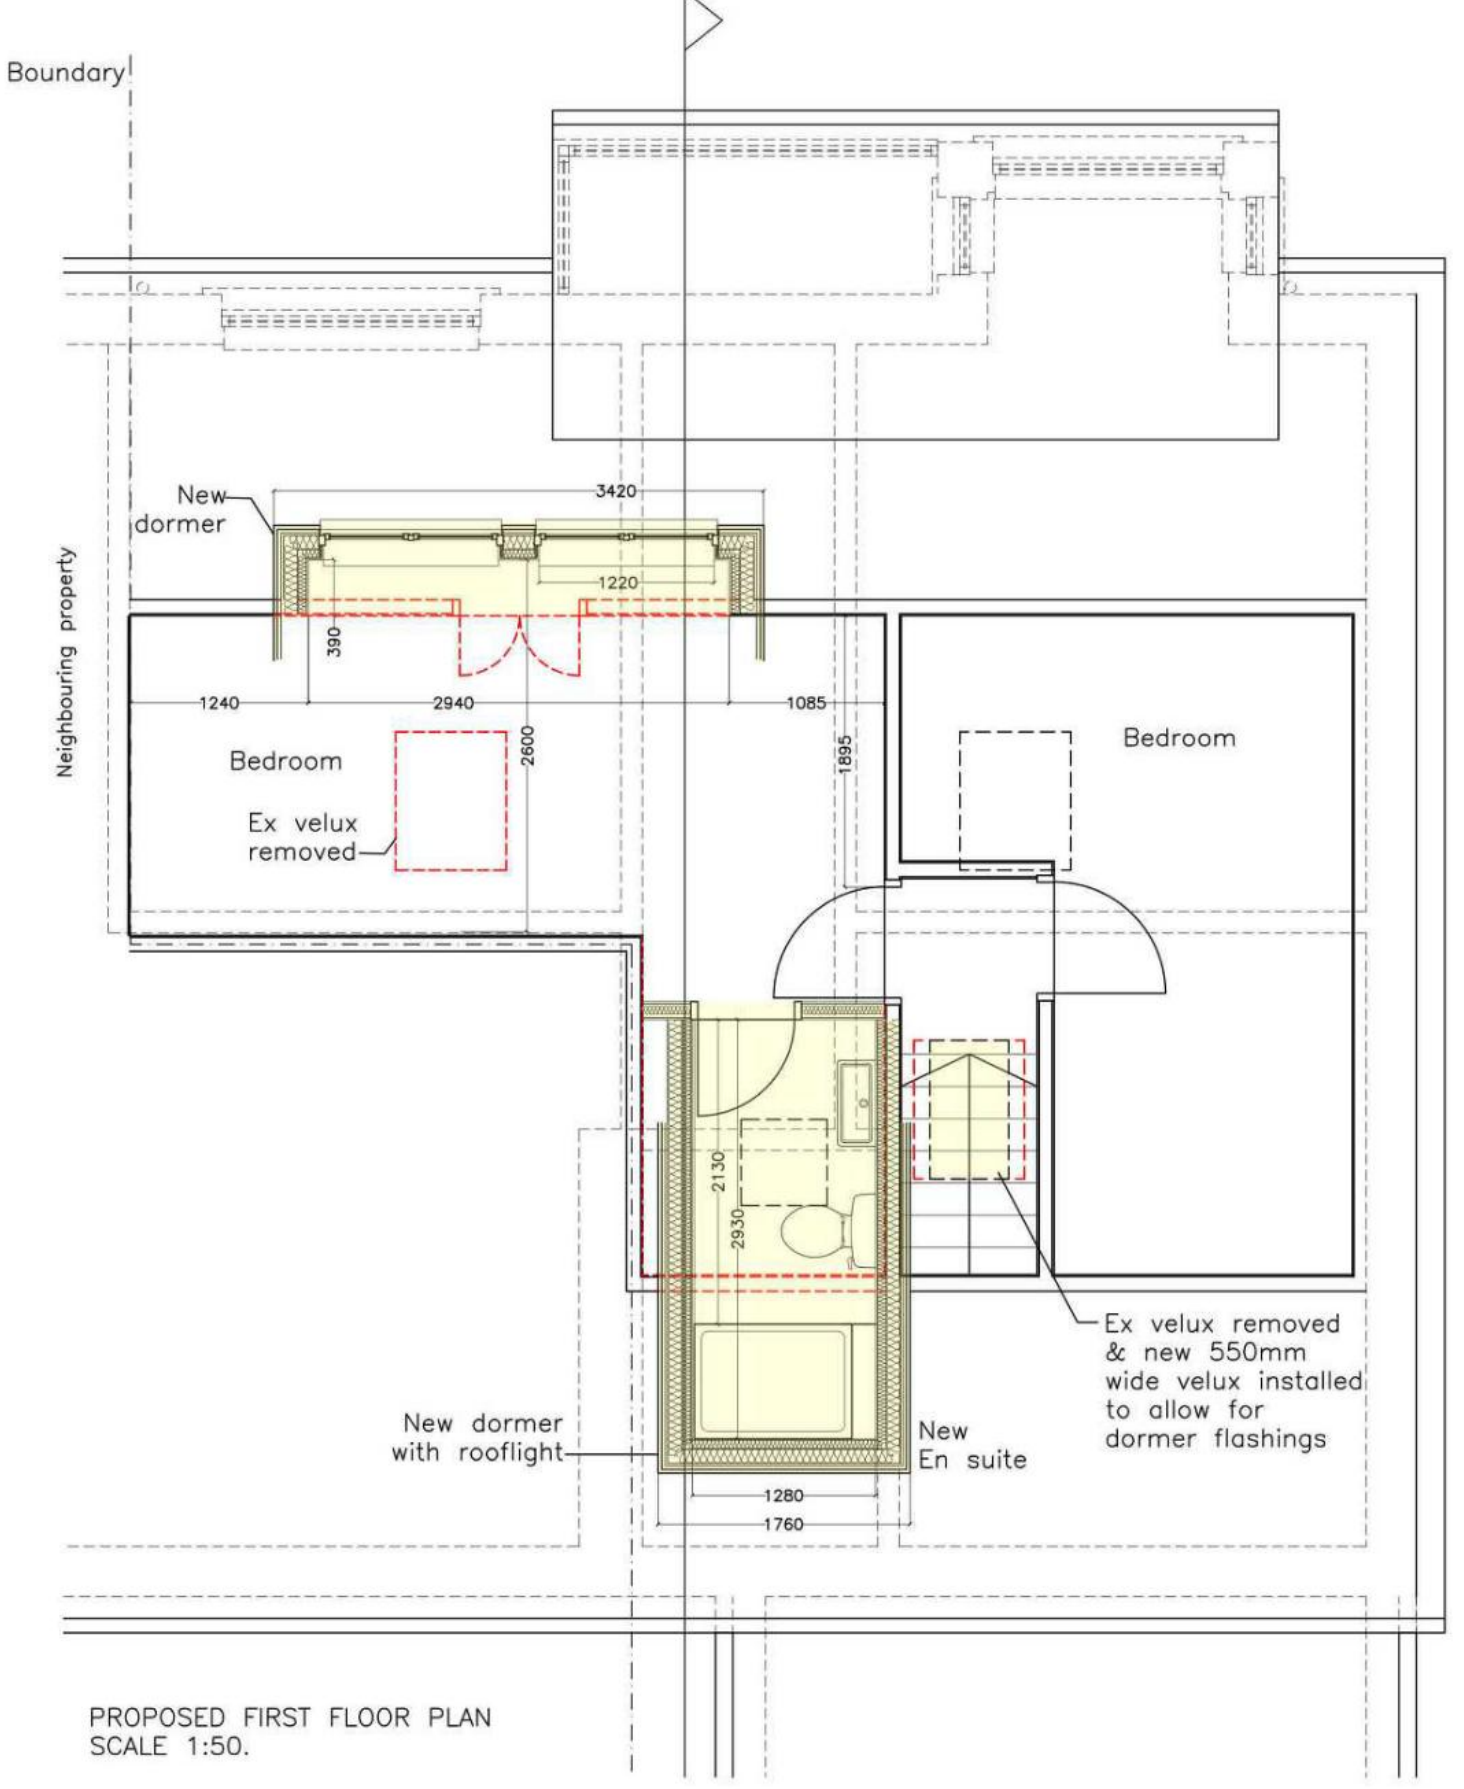 Boundary
New
dormer
3420
1220
Neighbouring property
390
1240
2940
1085
2600
1895
Bedroom
Bedroom
Ex velux
removed
2130
2930
Ex velux removed
& new 550mm
wide velux installed
to allow for
dormer flashings
New dormer
with rooflight
New
En suite
1280
1760
PROPOSED FIRST FLOOR PLAN
SCALE 1:50.